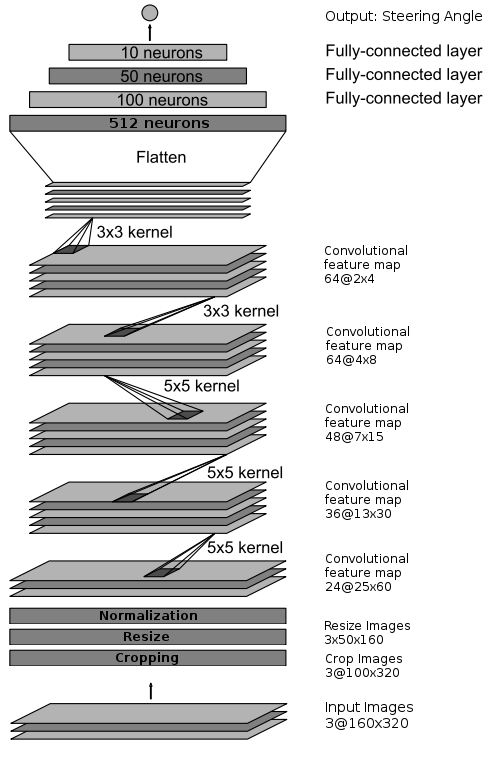 Output: Steering Angle
10 neurons
Fully-connected layer
50 neurons
Fully-connected layer
100 neurons
Fully-connected layer
512 neurons
Flatten
3x3 kernel
Convolutional
feature map
64@2x4
3x3 kernel
Convolutional
feature map
64@4x8
5x5 kernel
Convolutional
feature map
48@7x15
5x5 kernel
Convolutional
feature map
36@13x30
5x5 kernel
Convolutional
feature map
24@25x60
Normalization
Resize
Resize Images
3x50x160
Cropping
Crop Images
3@100x320
Input Images
3@160x320